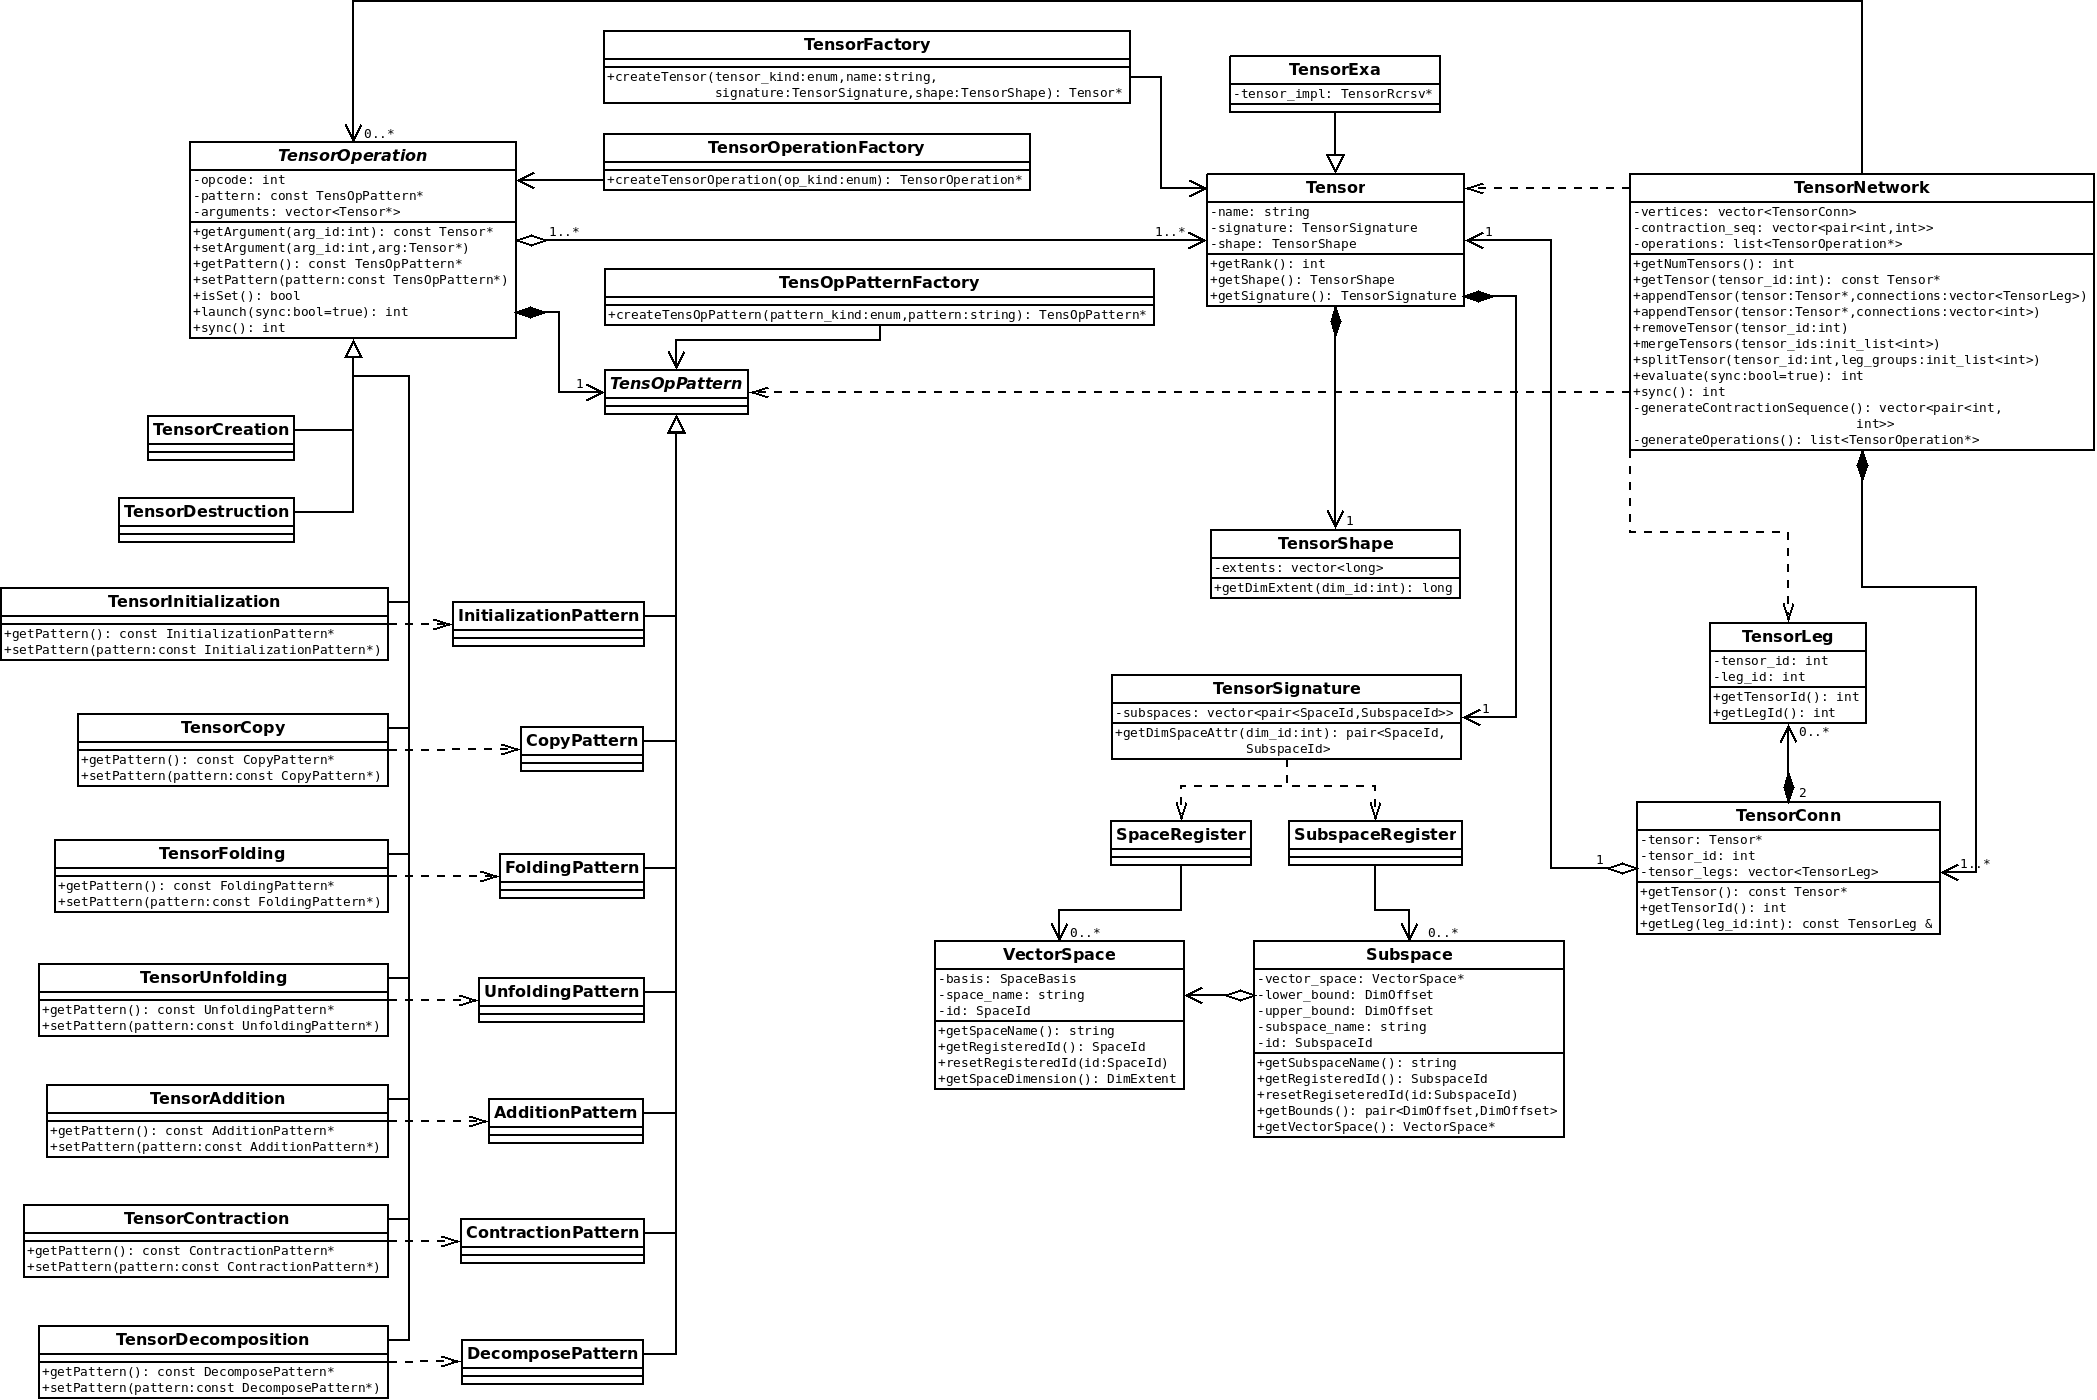 TensorFactory
+createTensor(tensor_kind:enum,name:string,
signature:TensorSignature,shape:TensorShape): Tensor*
TensorExa
-tensor_impl: TensorRcrsv*
0..*
TensorOperation
-opcode: int
-pattern: const TensOpPattern*
-arguments: vector<Tensor*>
+getArgument(arg_id:int): const Tensor*
+setArgument(arg_id:int,arg:Tensor*)
+getPattern(): const TensOpPattern*
+setPattern(pattern:const TensOpPattern*)
+isSet(): bool
+launch(sync:bool=true): int
+sync(): int
TensorOperationFactory
+createTensorOperation(op_kind:enum): TensorOperation*
1..*
1..*
TensOpPatternFactory
+createTensOpPattern(pattern_kind:enum,pattern:string): TensOpPattern*
1
TensOpPattern
Tensor
-name: string
-signature: TensorSignature
-shape: TensorShape
+getRank(): int
+getShape(): TensorShape
+getSignature(): TensorSignature
1
TensorNetwork
-vertices: vector<TensorConn>
-contraction_seq: vector<pair<int,int>>
-operations: list<TensorOperation*>
+getNumTensors(): int
+getTensor(tensor_id:int): const Tensor*
+appendTensor(tensor:Tensor*,connections:vector<TensorLeg>)
+appendTensor(tensor:Tensor*,connections:vector<int>)
+removeTensor(tensor_id:int)
+mergeTensors(tensor_ids:init_list<int>)
+splitTensor(tensor_id:int,leg_groups:init_list<int>)
+evaluate(sync:bool=true): int
+sync(): int
-generateContractionSequence(): vector<pair<int,
int>>
-generateOperations(): list<TensorOperation*>
TensorCreation
TensorDestruction
1
TensorShape
-extents: vector<long>
+getDimExtent(dim_id:int): long
TensorInitialization
+getPattern(): const InitializationPattern*
+setPattern(pattern:const InitializationPattern*)
InitializationPattern
TensorLeg
-tensor_id: int
-leg_id: int
+getTensorId(): int
+getLegId(): int
0..*
2
TensorSignature
-subspaces: vector<pair<SpaceId,SubspaceId>>
+getDimSpaceAttr(dim_id:int): pair<SpaceId,
SubspaceId>
1
TensorCopy
+getPattern(): const CopyPattern*
+setPattern(pattern:const CopyPattern*)
CopyPattern
SpaceRegister
SubspaceRegister
TensorConn
-tensor: Tensor*
-tensor_id: int
-tensor_legs: vector<TensorLeg>
+getTensor(): const Tensor*
+getTensorId(): int
+getLeg(leg_id:int): const TensorLeg &
1
1..*
TensorFolding
+getPattern(): const FoldingPattern*
+setPattern(pattern:const FoldingPattern*)
FoldingPattern
0..*
0..*
VectorSpace
-basis: SpaceBasis
-space_name: string
-id: SpaceId
+getSpaceName(): string
+getRegisteredId(): SpaceId
+resetRegisteredId(id:SpaceId)
+getSpaceDimension(): DimExtent
Subspace
-vector_space: VectorSpace*
-lower_bound: DimOffset
-upper_bound: DimOffset
-subspace_name: string
-id: SubspaceId
+getSubspaceName(): string
+getRegisteredId(): SubspaceId
+resetRegiseteredId(id:SubspaceId)
+getBounds(): pair<DimOffset,DimOffset>
+getVectorSpace(): VectorSpace*
TensorUnfolding
+getPattern(): const UnfoldingPattern*
+setPattern(pattern:const UnfoldingPattern*)
UnfoldingPattern
TensorAddition
+getPattern(): const AdditionPattern*
+setPattern(pattern:const AdditionPattern*)
AdditionPattern
TensorContraction
+getPattern(): const ContractionPattern*
+setPattern(pattern:const ContractionPattern*)
ContractionPattern
TensorDecomposition
+getPattern(): const DecomposePattern*
+setPattern(pattern:const DecomposePattern*)
DecomposePattern